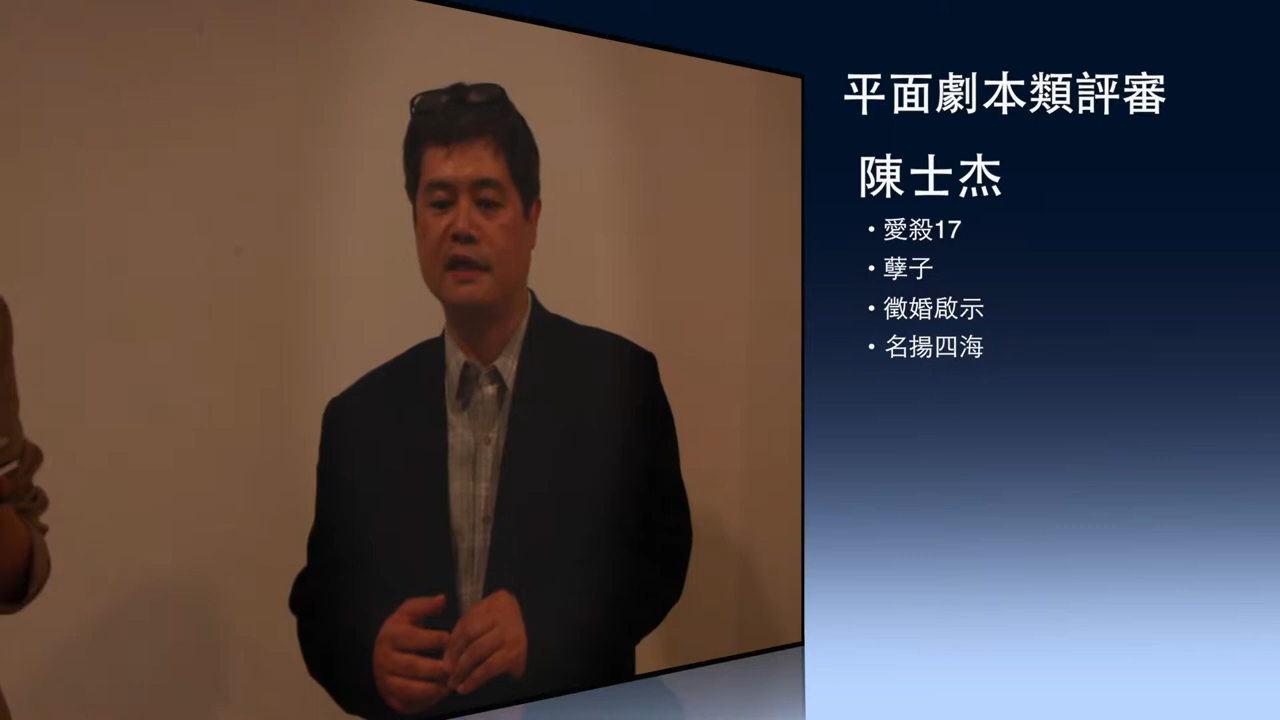 平面劇本類評審
陳士杰
• 愛殺17
• 孽子
• 徵婚啟示
• 名揚四海